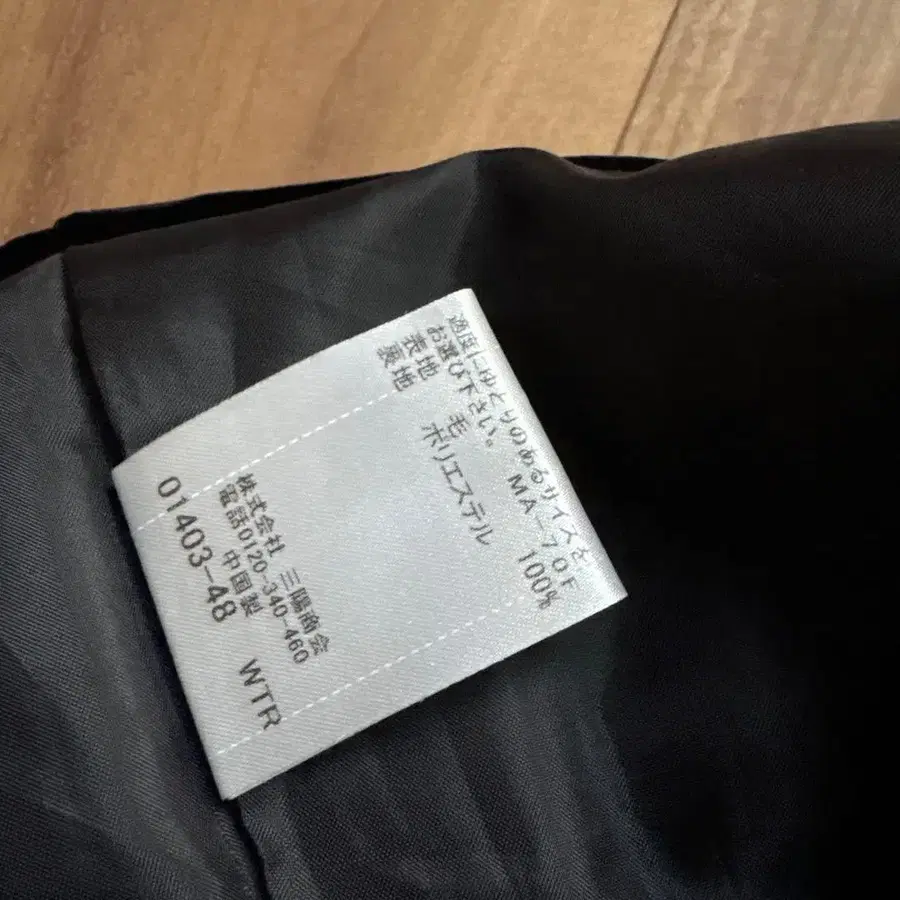 適度にゆとりのあるサイズを
お選び下さい。 MA-70F
表地 毛 100%
裏地 ポリエステル
株式会社 三陽商会
電話0120-340-460
中国製
01403-48 WTR